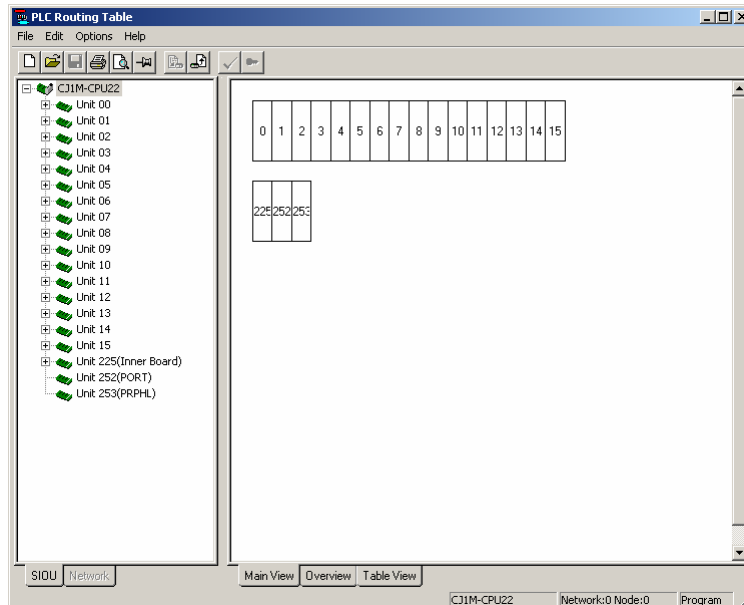 PLC Routing Table
File Edit Options Help
CJ1M-CPU22
Unit 00
Unit 01
Unit 02
Unit 03
Unit 04
Unit 05
Unit 06
Unit 07
Unit 08
Unit 09
Unit 10
Unit 11
Unit 12
Unit 13
Unit 14
Unit 15
Unit 225(Inner Board)
Unit 252(PORT)
Unit 253(PRPHL)
SIOU Network
0 1 2 3 4 5 6 7 8 9 10 11 12 13 14 15
225 252 253
Main View Overview Table View
CJ1M-CPU22 Network:0 Node:0 Program